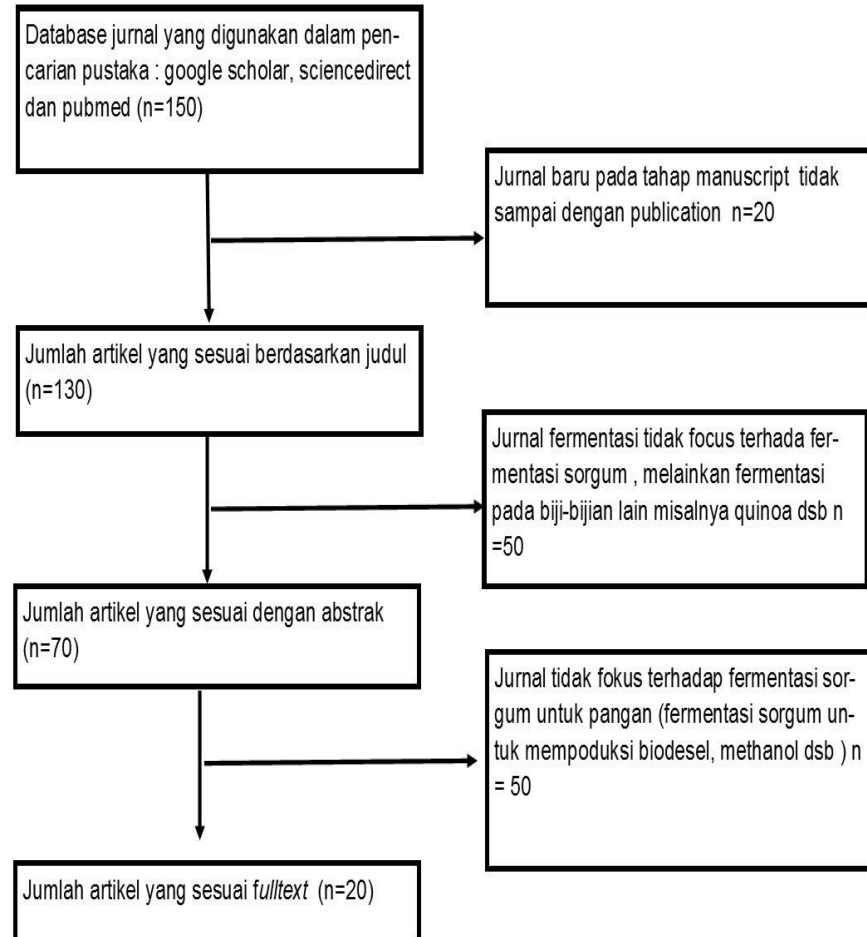 Database jurnal yang digunakan dalam pen-
carian pustaka : google scholar, sciencedirect
dan pubmed (n=150)
Jurnal baru pada tahap manuscript tidak
sampai dengan publication n=20
Jumlah artikel yang sesuai berdasarkan judul
(n=130)
Jurnal fermentasi tidak focus terhada fer-
mentasi sorgum , melainkan fermentasi
pada biji-bijian lain misalnya quinoa dsb n
=50
Jumlah artikel yang sesuai dengan abstrak
(n=70)
Jurnal tidak fokus terhadap fermentasi sor-
gum untuk pangan (fermentasi sorgum un-
tuk mempoduksi biodesel, methanol dsb ) n
= 50
Jumlah artikel yang sesuai fulltext (n=20)